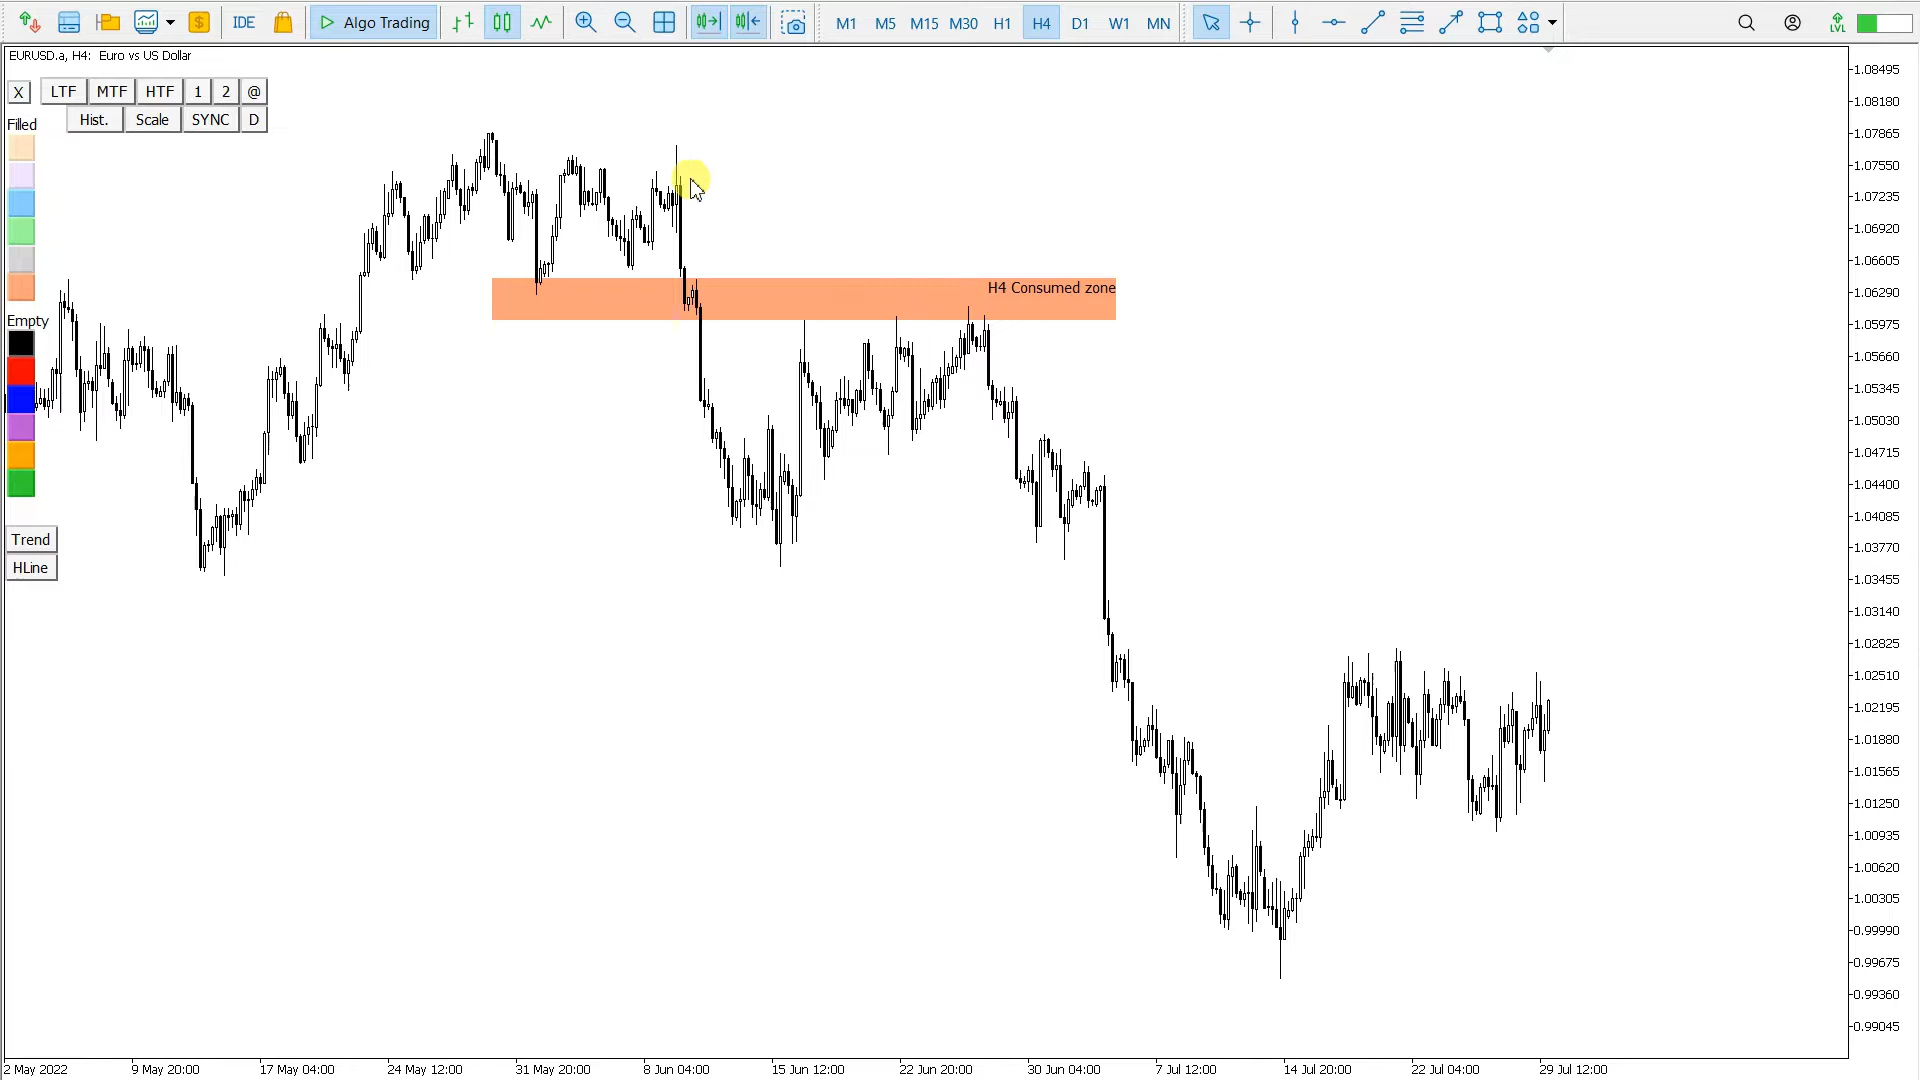 IDE
Algo Trading
M1 M5 M15 M30 H1 H4 D1 W1 MN
LVL
EURUSD.a, H4: Euro vs US Dollar
X LTF MTF HTF 1 2 @
Hist. Scale SYNC D
Filled
Empty
Trend
HLine
H4 Consumed zone
1.08495
1.08180
1.07865
1.07550
1.07235
1.06920
1.06605
1.06290
1.05975
1.05660
1.05345
1.05030
1.04715
1.04400
1.04085
1.03770
1.03455
1.03140
1.02825
1.02510
1.02195
1.01880
1.01565
1.01250
1.00935
1.00620
1.00305
0.99990
0.99675
0.99360
0.99045
2 May 2022 9 May 20:00 17 May 04:00 24 May 12:00 31 May 20:00 8 Jun 04:00 15 Jun 12:00 22 Jun 20:00 30 Jun 04:00 7 Jul 12:00 14 Jul 20:00 22 Jul 04:00 29 Jul 12:00